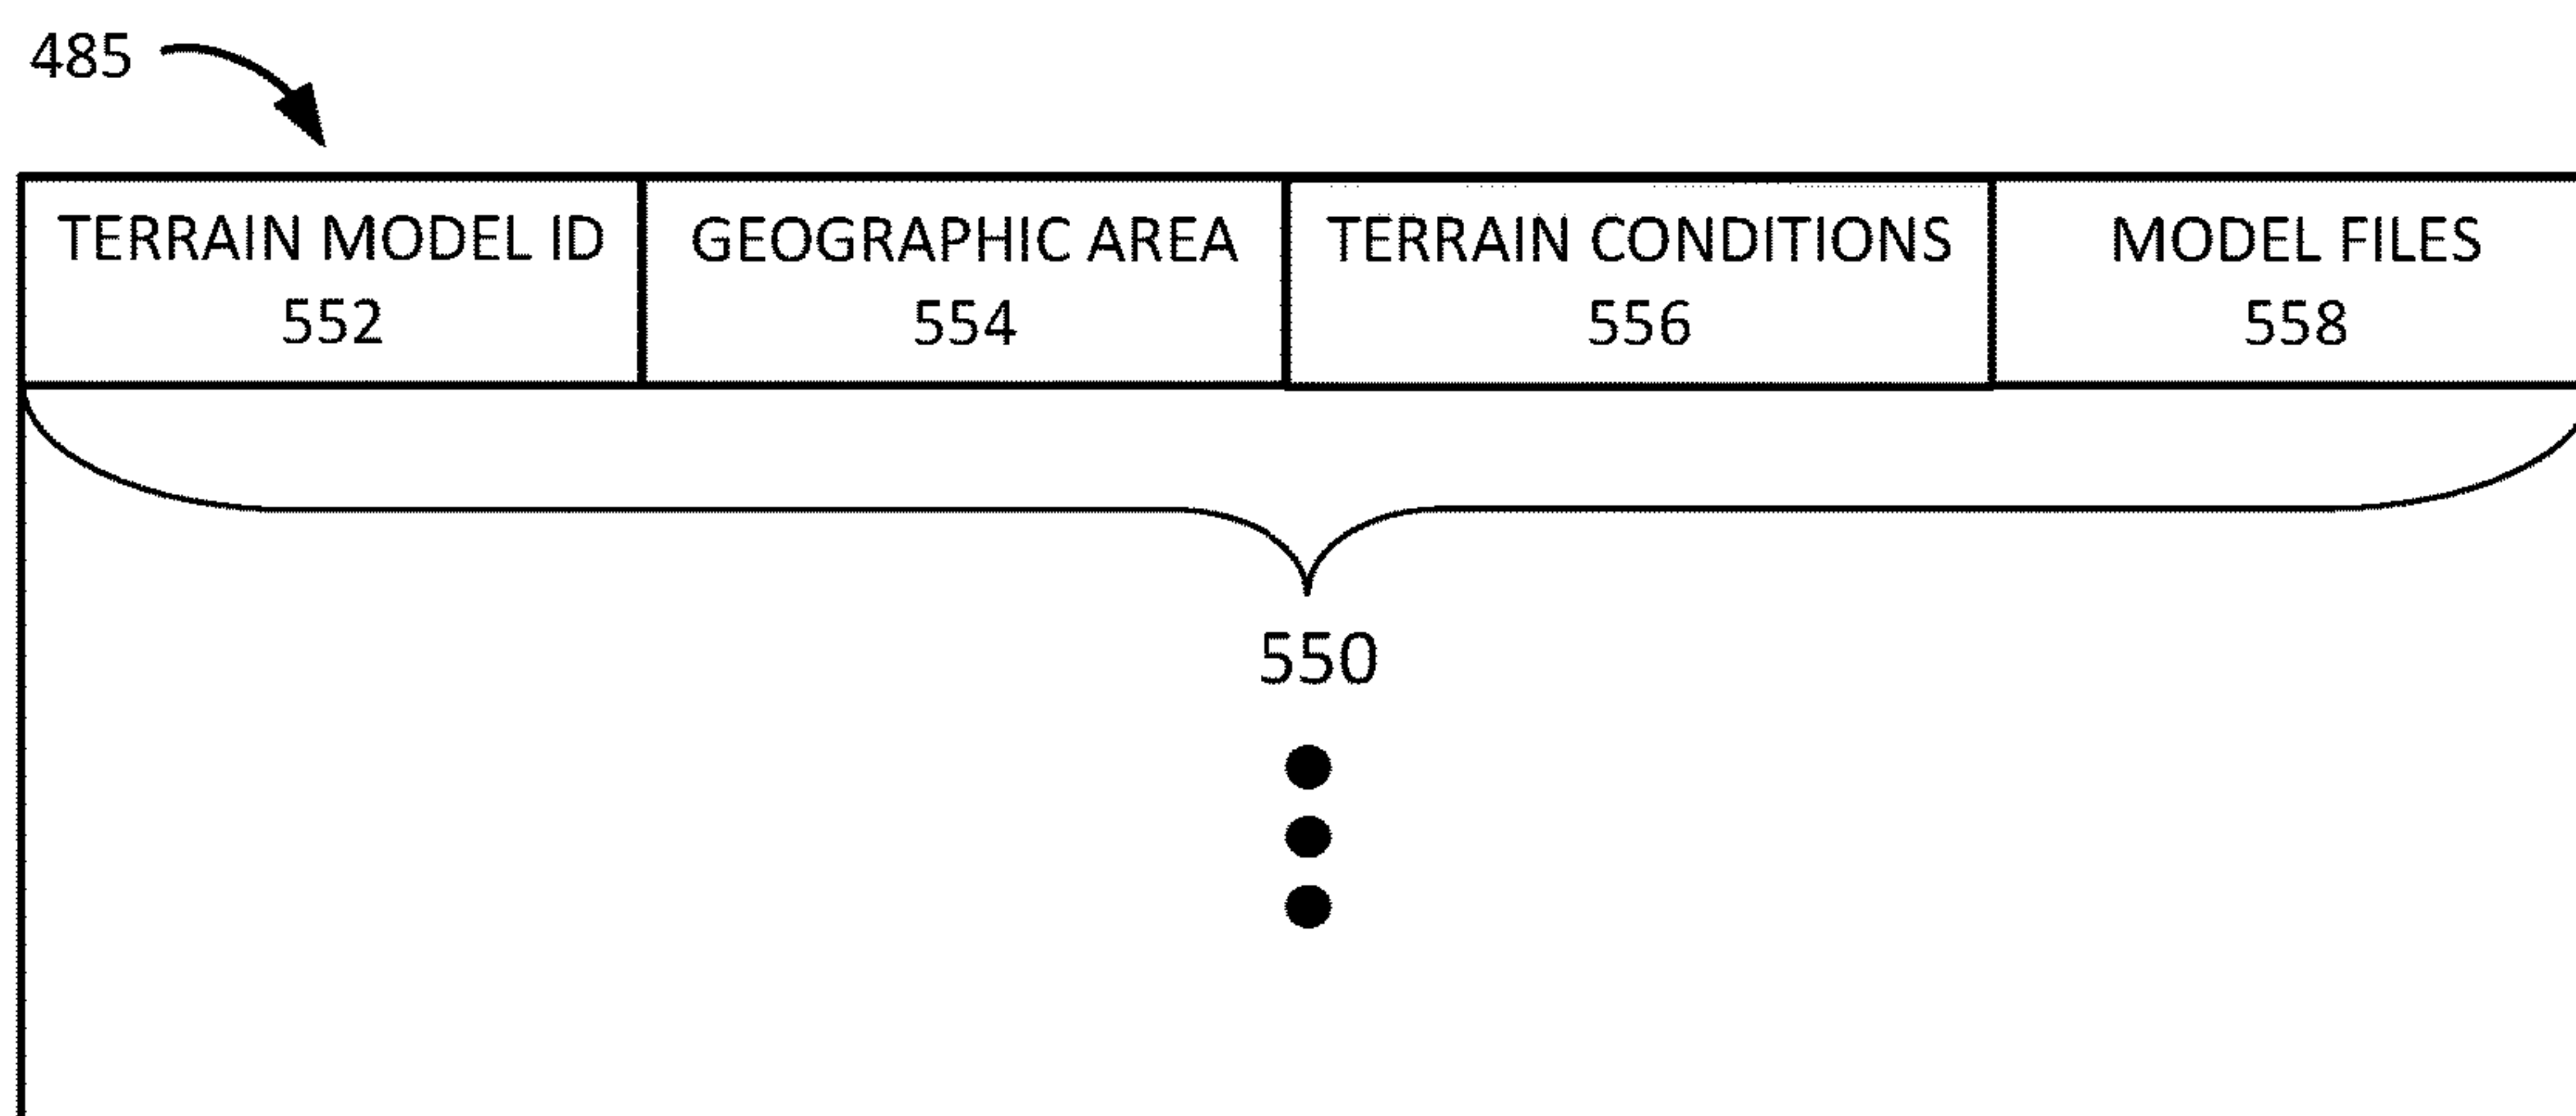 485
TERRAIN MODEL ID
552
GEOGRAPHIC AREA
554
TERRAIN CONDITIONS
556
MODEL FILES
558
550